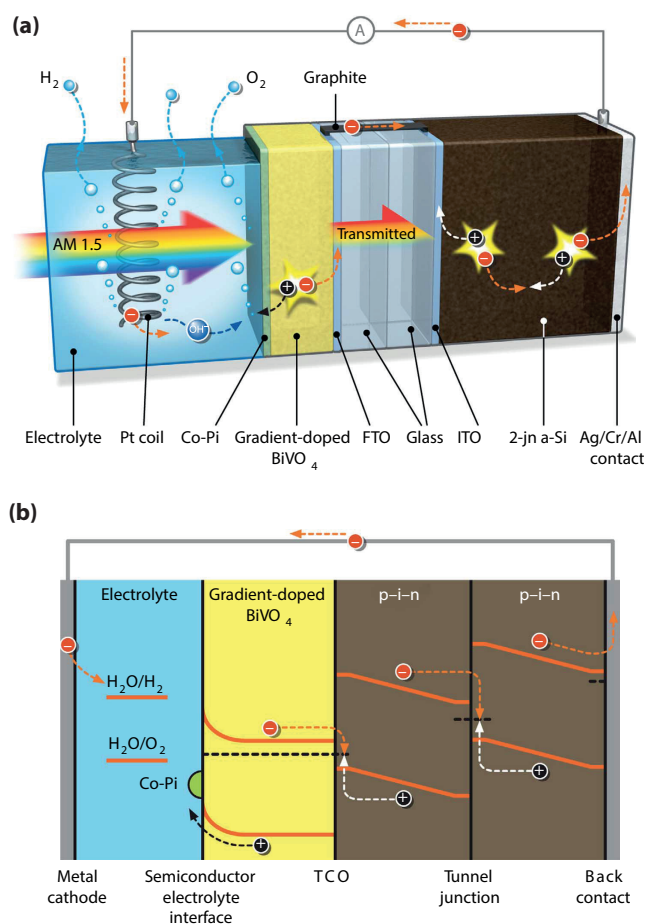 (a)
A
H2
O2
Graphite
AM 1.5
Transmitted
OH−
Electrolyte
Pt coil
Co-Pi
Gradient-doped
BiVO4
FTO
Glass
ITO
2-jn a-Si
Ag/Cr/Al
contact
(b)
Electrolyte
Gradient-doped
BiVO4
p–i–n
p–i–n
H2O/H2
H2O/O2
Co-Pi
Metal
cathode
Semiconductor
electrolyte
interface
TCO
Tunnel
junction
Back
contact